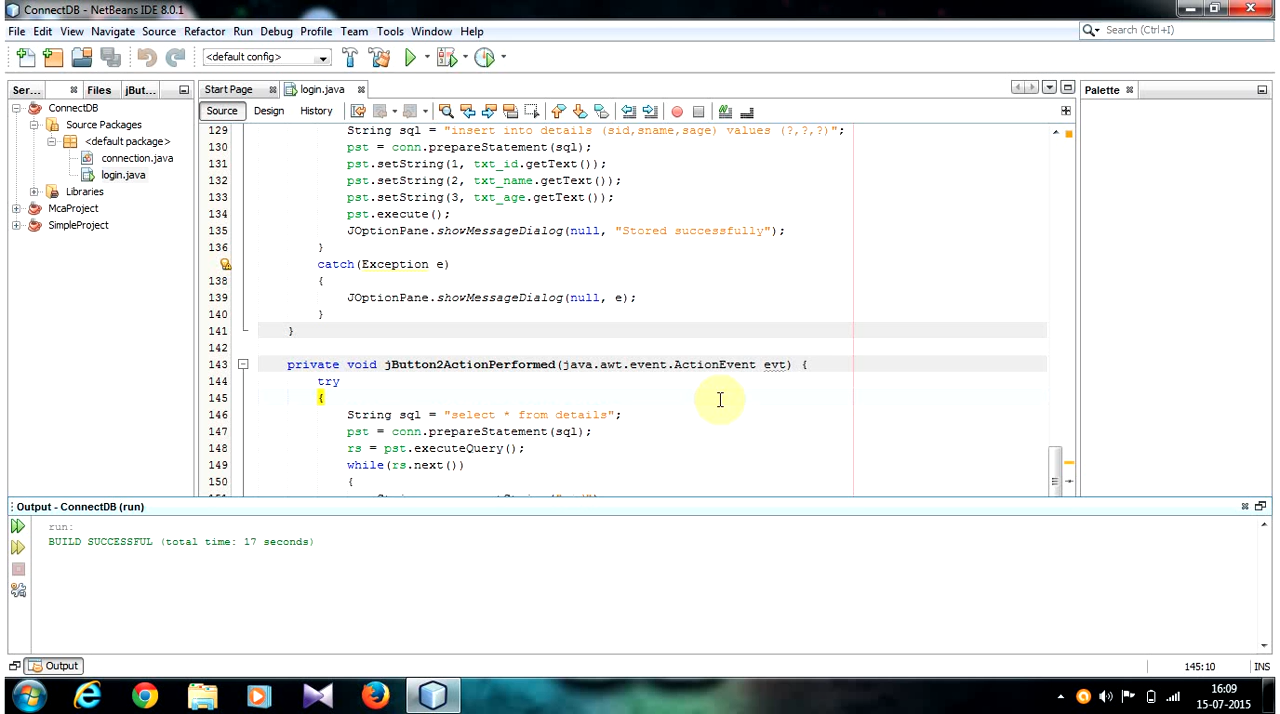 ConnectDB - NetBeans IDE 8.0.1
File Edit View Navigate Source Refactor Run Debug Profile Team Tools Window Help
Search (Ctrl+I)
<default config>
Ser... Files jBut...
Start Page login.java
Palette
Source Design History
ConnectDB
Source Packages
<default package>
connection.java
login.java
Libraries
McaProject
SimpleProject
129 String sql = "insert into details (sid,sname,sage) values (?,?,?)";
130 pst = conn.prepareStatement(sql);
131 pst.setString(1, txt_id.getText());
132 pst.setString(2, txt_name.getText());
133 pst.setString(3, txt_age.getText());
134 pst.execute();
135 JOptionPane.showMessageDialog(null, "Stored successfully");
136 }
catch(Exception e)
138 {
139 JOptionPane.showMessageDialog(null, e);
140 }
141 }
142
143 private void jButton2ActionPerformed(java.awt.event.ActionEvent evt) {
144 try
145 {
146 String sql = "select * from details";
147 pst = conn.prepareStatement(sql);
148 rs = pst.executeQuery();
149 while(rs.next())
150 {
Output - ConnectDB (run)
run:
BUILD SUCCESSFUL (total time: 17 seconds)
Output
145:10 INS
16:09
15-07-2015